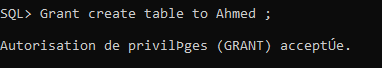 SQL> Grant create table to Ahmed ;
Autorisation de privilÞges (GRANT) acceptÚe.